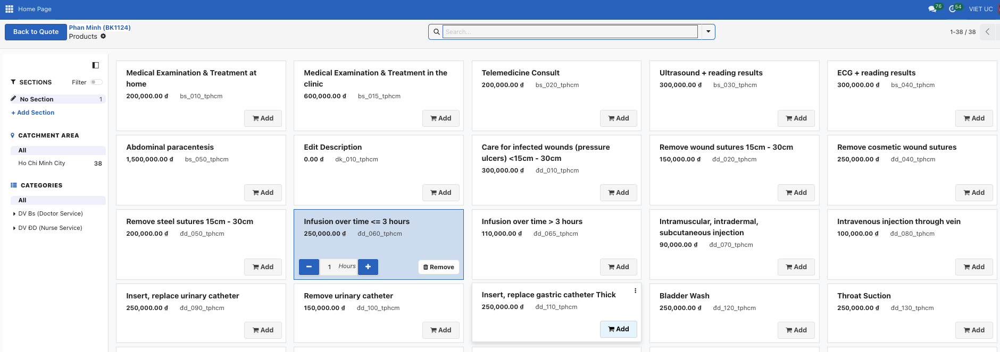 Home Page
76
54
VIET UC
Back to Quote
Phan Minh (BK1124)
Products
Search...
1-38 / 38
SECTIONS
Filter
No Section
1
+ Add Section
CATCHMENT AREA
All
Ho Chi Minh City
38
CATEGORIES
All
DV Bs (Doctor Service)
DV ĐD (Nurse Service)
Medical Examination & Treatment at
home
200,000.00 ₫ bs_010_tphcm
Add
Medical Examination & Treatment in the
clinic
600,000.00 ₫ bs_015_tphcm
Add
Telemedicine Consult
200,000.00 ₫ bs_020_tphcm
Add
Ultrasound + reading results
300,000.00 ₫ bs_030_tphcm
Add
ECG + reading results
300,000.00 ₫ bs_040_tphcm
Add
Abdominal paracentesis
1,500,000.00 ₫ bs_050_tphcm
Add
Edit Description
0.00 ₫ dk_010_tphcm
Add
Care for infected wounds (pressure
ulcers) <15cm - 30cm
300,000.00 ₫ đd_010_tphcm
Add
Remove wound sutures 15cm - 30cm
150,000.00 ₫ đd_020_tphcm
Add
Remove cosmetic wound sutures
250,000.00 ₫ đd_040_tphcm
Add
Remove steel sutures 15cm - 30cm
200,000.00 ₫ đd_050_tphcm
Add
Infusion over time <= 3 hours
250,000.00 ₫ đd_060_tphcm
− 1 Hours +
Remove
Infusion over time > 3 hours
110,000.00 ₫ đd_065_tphcm
Add
Intramuscular, intradermal,
subcutaneous injection
90,000.00 ₫ đd_070_tphcm
Add
Intravenous injection through vein
100,000.00 ₫ đd_080_tphcm
Add
Insert, replace urinary catheter
250,000.00 ₫ đd_090_tphcm
Add
Remove urinary catheter
150,000.00 ₫ đd_100_tphcm
Add
Insert, replace gastric catheter Thick
250,000.00 ₫ đd_110_tphcm
Add
Bladder Wash
250,000.00 ₫ đd_120_tphcm
Add
Throat Suction
250,000.00 ₫ đd_130_tphcm
Add